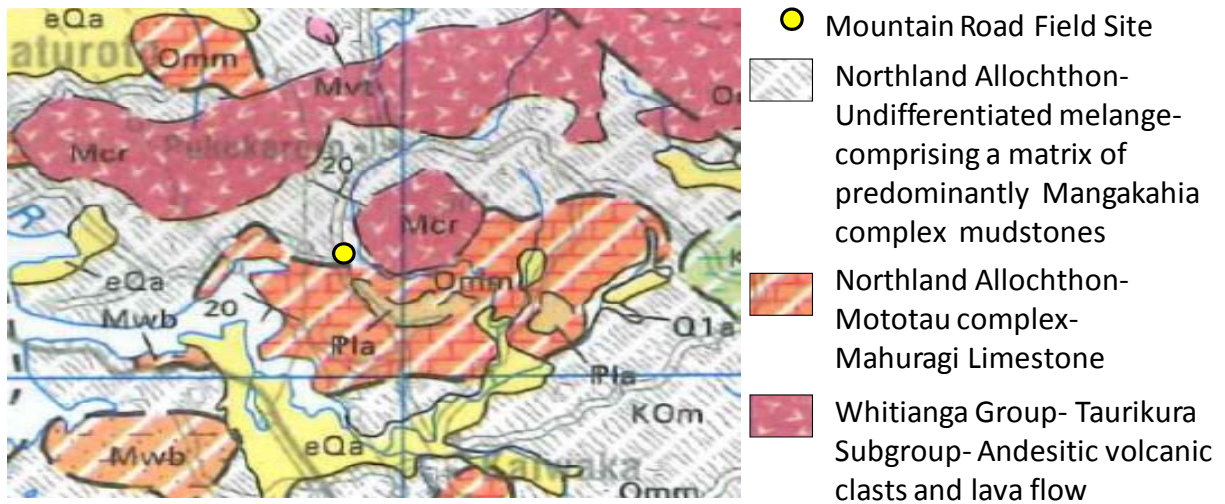 eQa
aturoto
Omm
Mvt
Mcr
20
Mcr
Omm
eQa
20
Mwb
Q1a
Pla
Pla
KOm
Mwb
eQa
Omm
Mountain Road Field Site
Northland Allochthon-
Undifferentiated melange-
comprising a matrix of
predominantly Mangakahia
complex mudstones
Northland Allochthon-
Mototau complex-
Mahuragi Limestone
Whitianga Group- Taurikura
Subgroup- Andesitic volcanic
clasts and lava flow